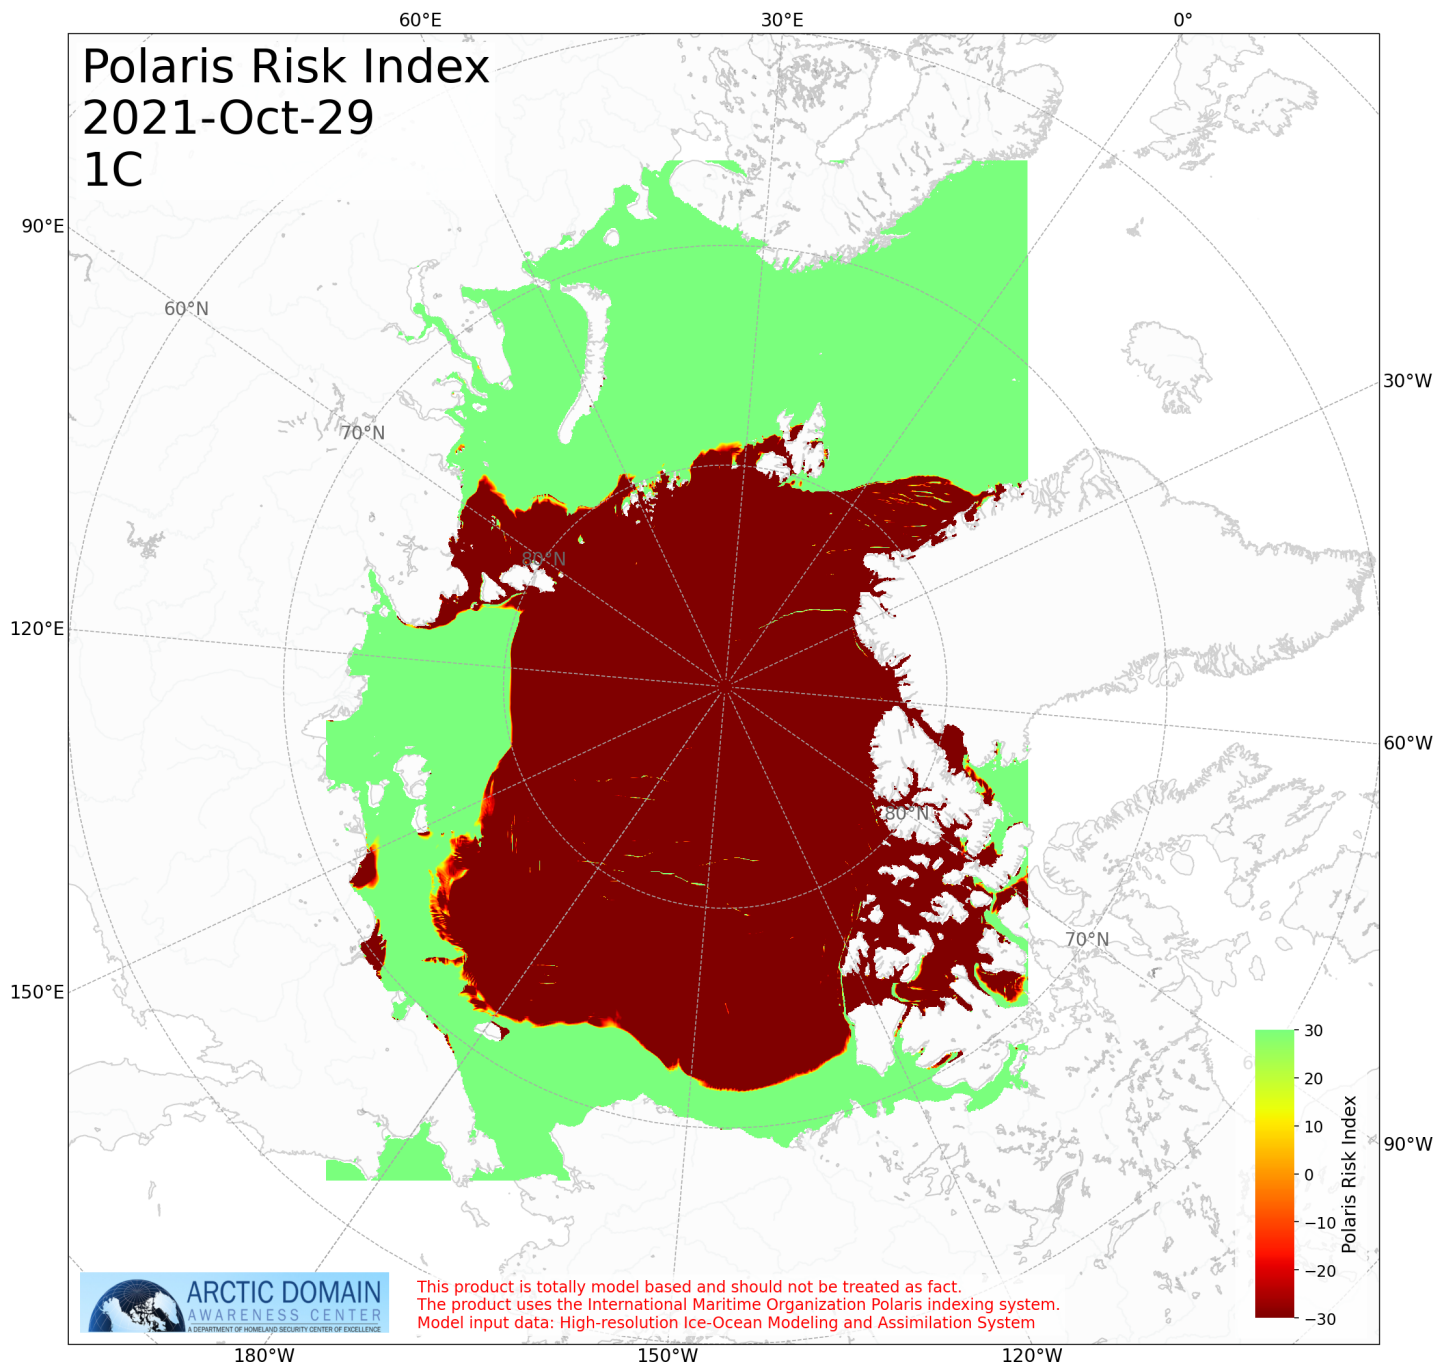 60°E
30°E
0°
Polaris Risk Index
2021-Oct-29
1C
90°E
60°N
30°W
70°N
80°N
120°E
60°W
80°N
70°N
150°E
30
20
10
0
−10
−20
−30
Polaris Risk Index
90°W
ARCTIC DOMAIN
AWARENESS CENTER
A DEPARTMENT OF HOMELAND SECURITY CENTER OF EXCELLENCE
This product is totally model based and should not be treated as fact.
The product uses the International Maritime Organization Polaris indexing system.
Model input data: High-resolution Ice-Ocean Modeling and Assimilation System
180°W
150°W
120°W